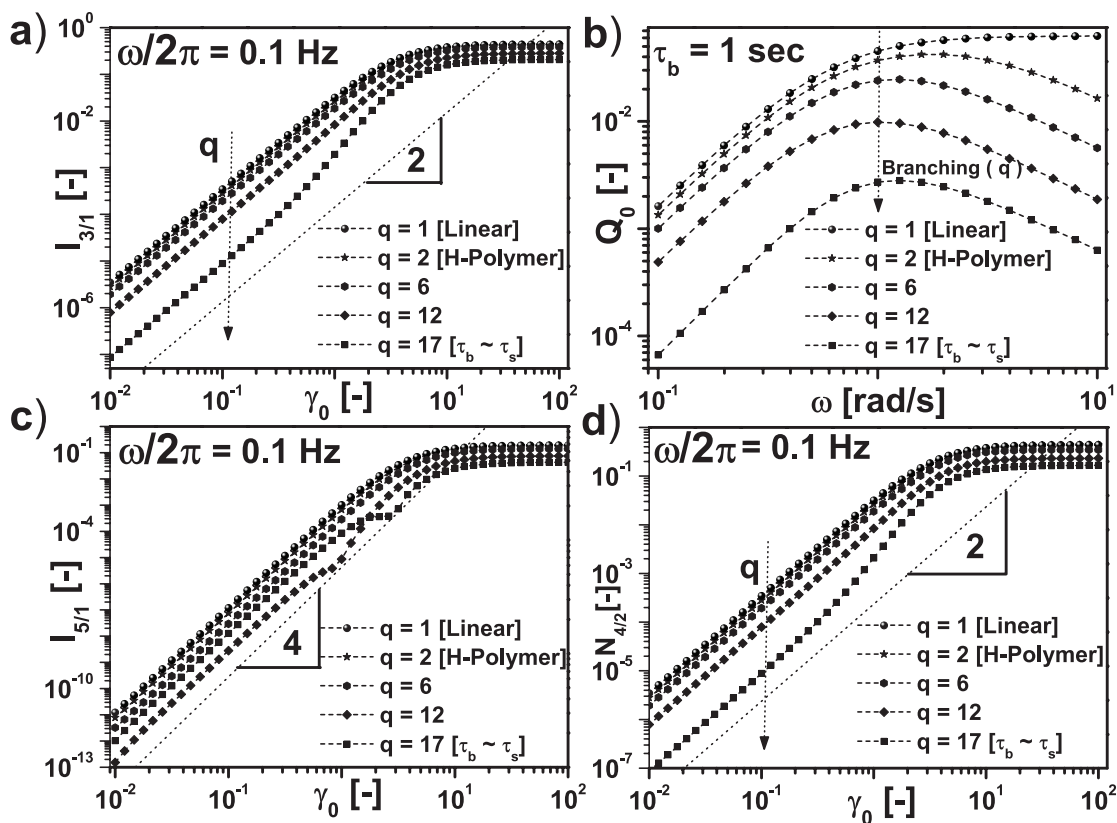 a)
ω/2π = 0.1 Hz
I3/1 [-]
10^0
10^-2
10^-6
q
2
q = 1 [Linear]
q = 2 [H-Polymer]
q = 6
q = 12
q = 17 [τb ~ τs]
10^-2
10^-1
10^0
10^1
10^2
γ0 [-]
b)
τb = 1 sec
Q0 [-]
10^-2
10^-4
Branching ( q )
q = 1 [Linear]
q = 2 [H-Polymer]
q = 6
q = 12
q = 17 [τb ~ τs]
10^-1
10^1
ω [rad/s]
c)
ω/2π = 0.1 Hz
I5/1 [-]
10^-1
10^-4
10^-10
10^-13
4
q = 1 [Linear]
q = 2 [H-Polymer]
q = 6
q = 12
q = 17 [τb ~ τs]
10^-2
10^-1
10^0
10^1
10^2
γ0 [-]
d)
ω/2π = 0.1 Hz
N4/2 [-]
10^-1
10^-3
10^-5
10^-7
q
2
q = 1 [Linear]
q = 2 [H-Polymer]
q = 6
q = 12
q = 17 [τb ~ τs]
10^-2
10^-1
10^0
10^1
10^2
γ0 [-]